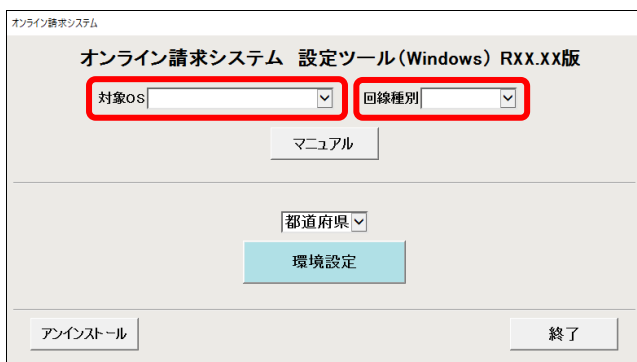 オンライン請求システム
オンライン請求システム 設定ツール(Windows) RXX.XX版
対象OS 回線種別
マニュアル
都道府県
環境設定
アンインストール 終了